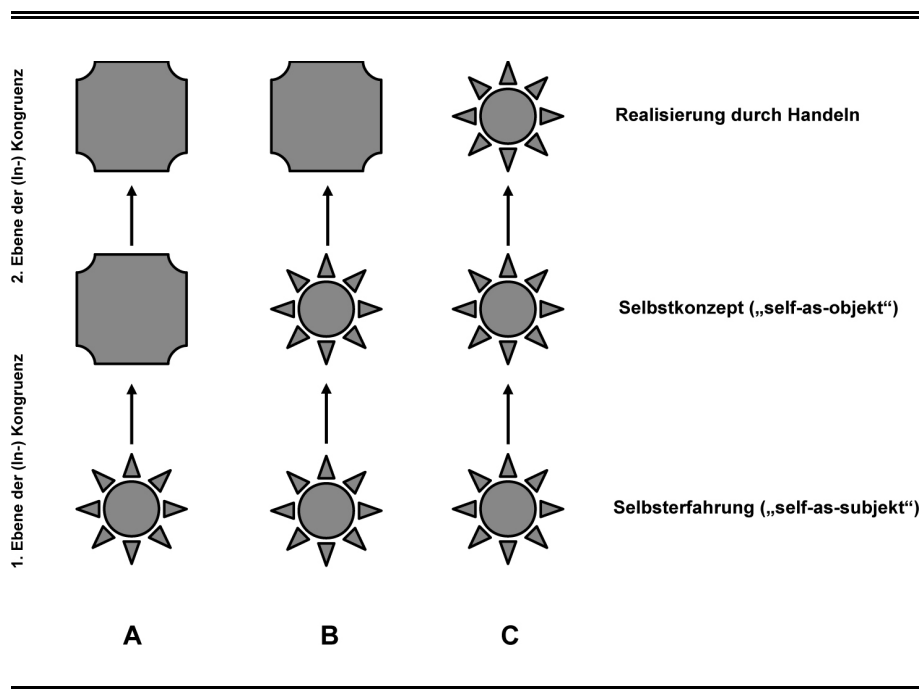 2. Ebene der (In-) Kongruenz
1. Ebene der (In-) Kongruenz
Realisierung durch Handeln
Selbstkonzept („self-as-objekt“)
Selbsterfahrung („self-as-subjekt“)
A
B
C